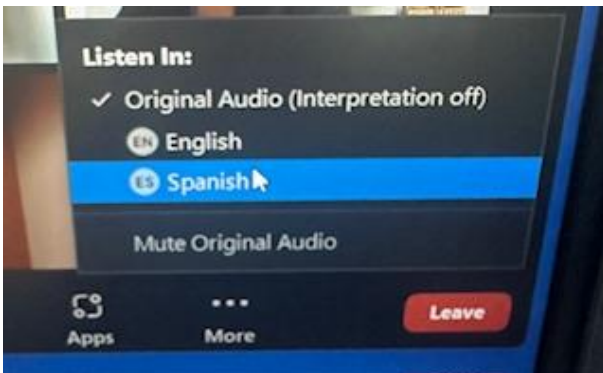 Listen In:
✓ Original Audio (Interpretation off)
EN English
ES Spanish
Mute Original Audio
Apps
More
Leave